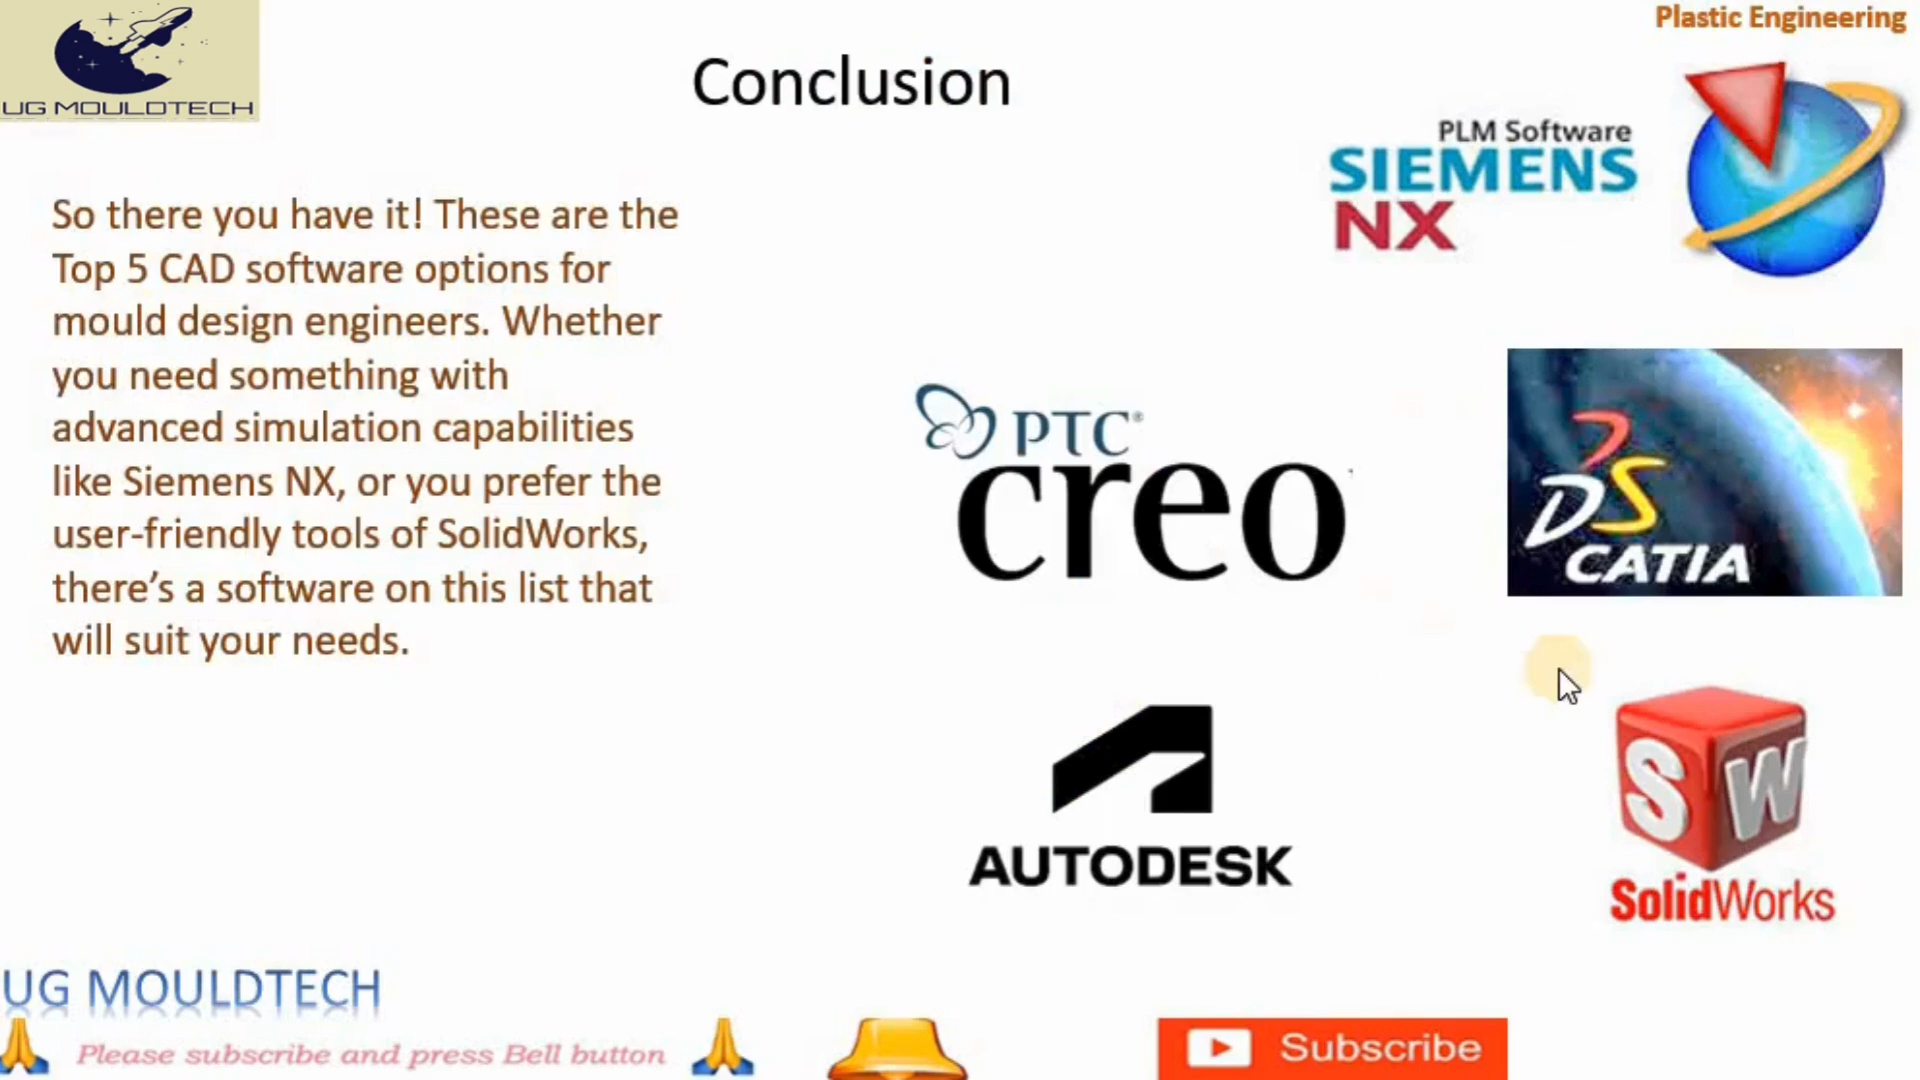 UG MOULDTECH
Plastic Engineering
Conclusion
PLM Software
SIEMENS
NX
So there you have it! These are the
Top 5 CAD software options for
mould design engineers. Whether
you need something with
advanced simulation capabilities
like Siemens NX, or you prefer the
user-friendly tools of SolidWorks,
there’s a software on this list that
will suit your needs.
PTC®
creo
DS
CATIA
AUTODESK
SW
SolidWorks
UG MOULDTECH
Please subscribe and press Bell button
Subscribe